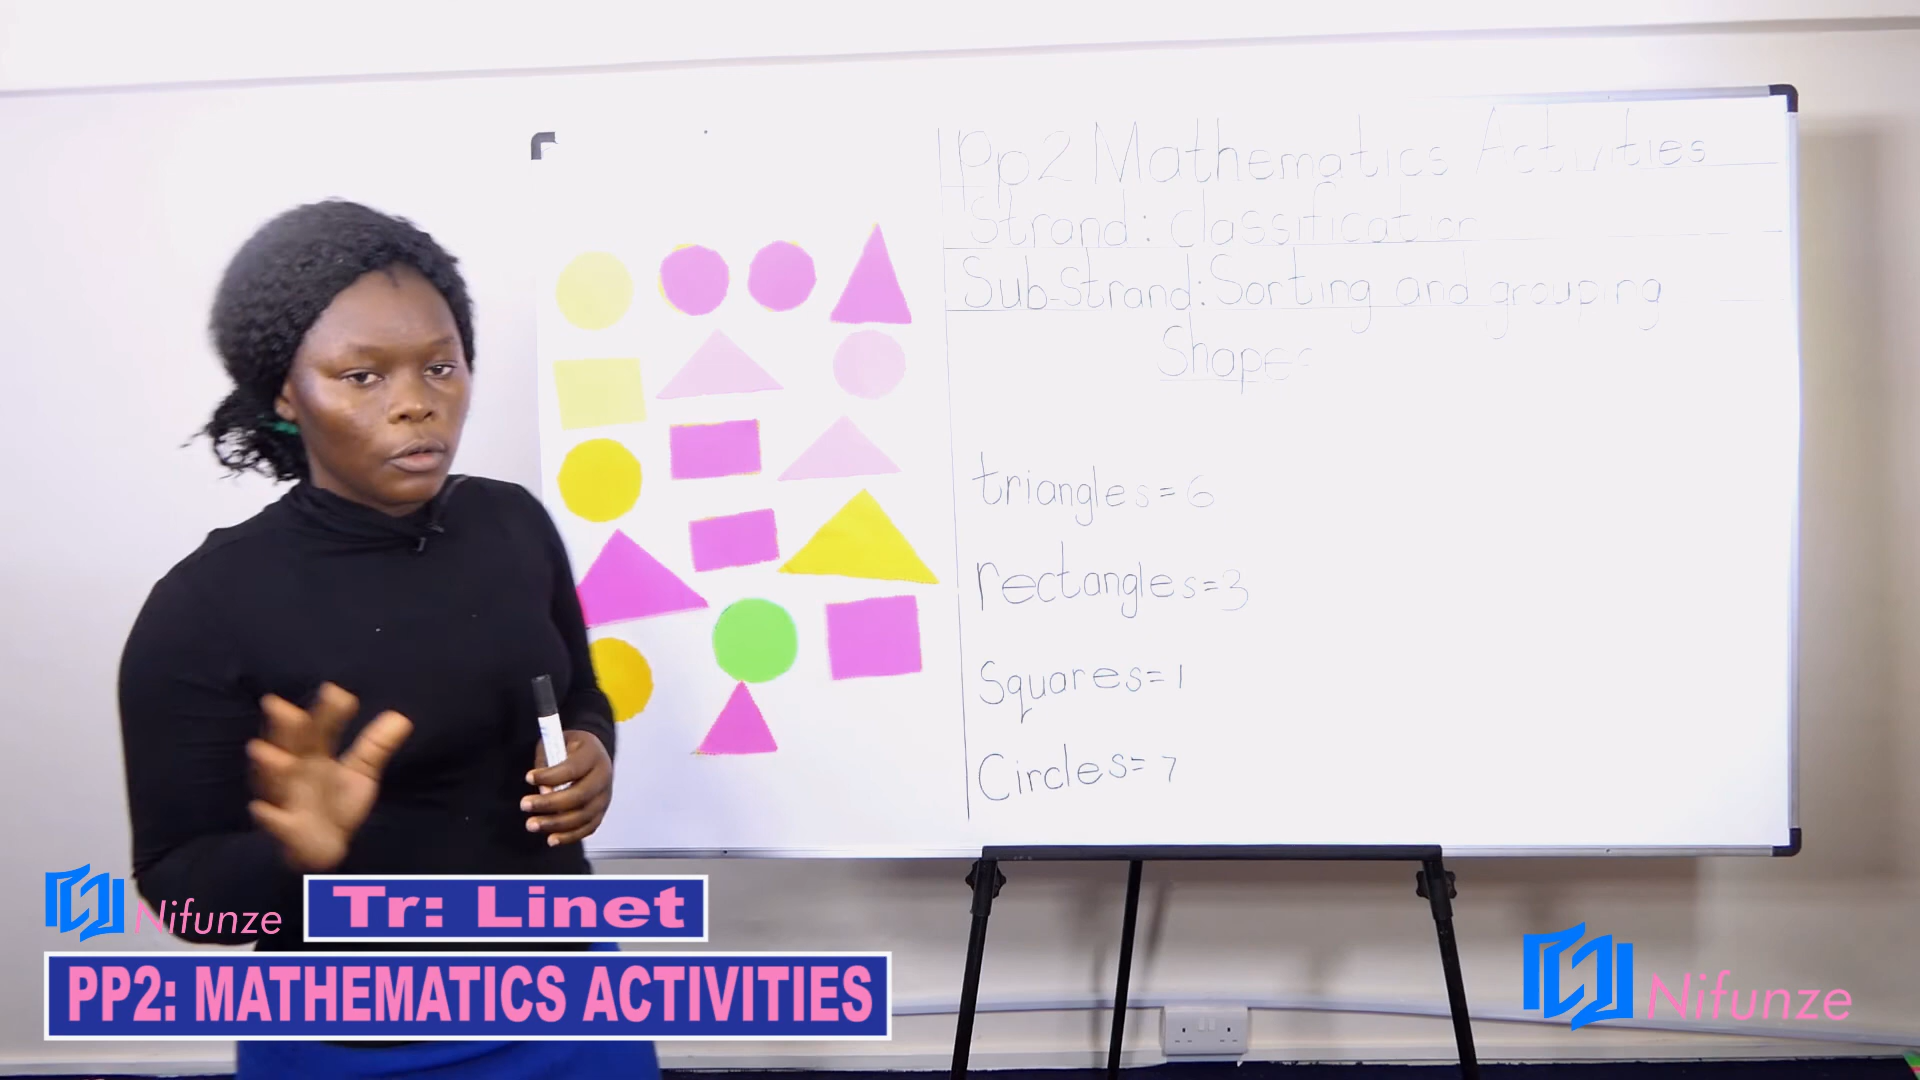 Pp2 Mathematics Activities
Strand: Classification
Sub-Strand: Sorting and grouping
Shapes
triangles=6
rectangles=3
Squares=1
Circles=7
Nifunze
Tr: Linet
PP2: MATHEMATICS ACTIVITIES
Nifunze